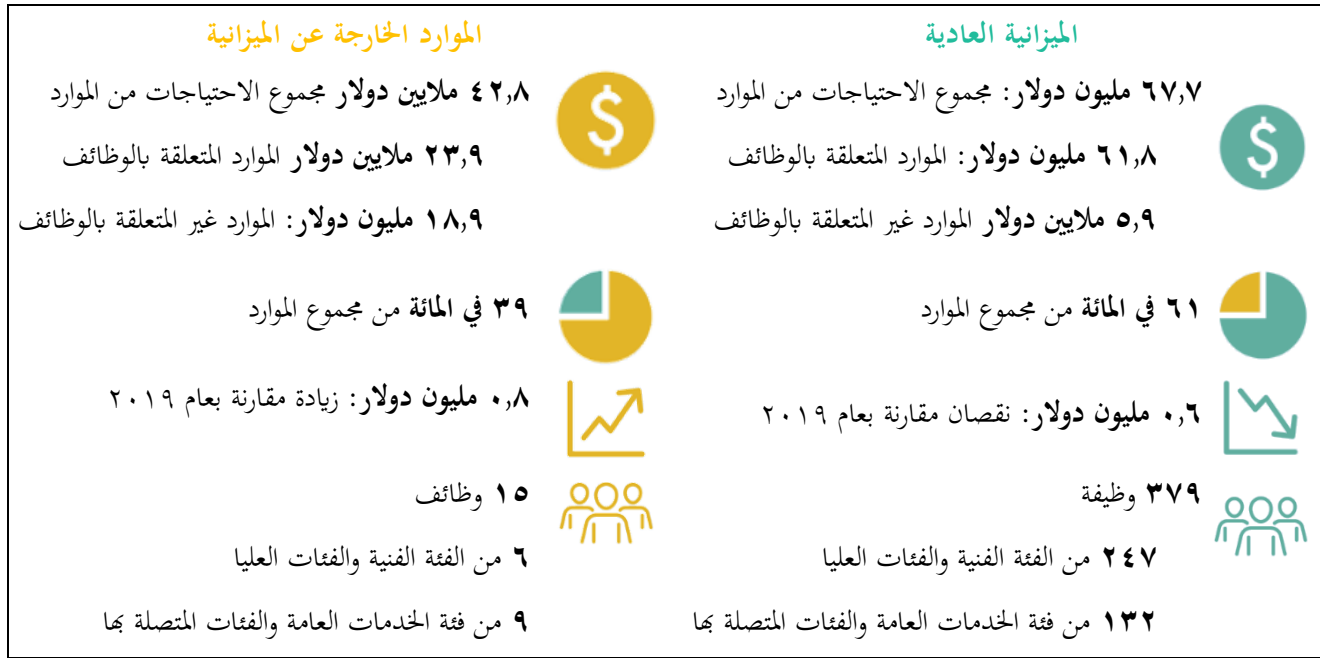 الميزانية العادية
٦٧,٧ مليون دولار: مجموع الاحتياجات من الموارد
٦١,٨ مليون دولار: الموارد المتعلقة بالوظائف
٥,٩ ملايين دولار الموارد غير المتعلقة بالوظائف
٦١ في المائة من مجموع الموارد
٠,٦ مليون دولار: نقصان مقارنة بعام ٢٠١٩
٣٧٩ وظيفة
٢٤٧ من الفئة الفنية والفئات العليا
١٣٢ من فئة الخدمات العامة والفئات المتصلة بها
الموارد الخارجة عن الميزانية
٤٢,٨ ملايين دولار مجموع الاحتياجات من الموارد
٢٣,٩ ملايين دولار الموارد المتعلقة بالوظائف
١٨,٩ مليون دولار: الموارد غير المتعلقة بالوظائف
٣٩ في المائة من مجموع الموارد
٠,٨ مليون دولار: زيادة مقارنة بعام ٢٠١٩
١٥ وظائف
٦ من الفئة الفنية والفئات العليا
٩ من فئة الخدمات العامة والفئات المتصلة بها